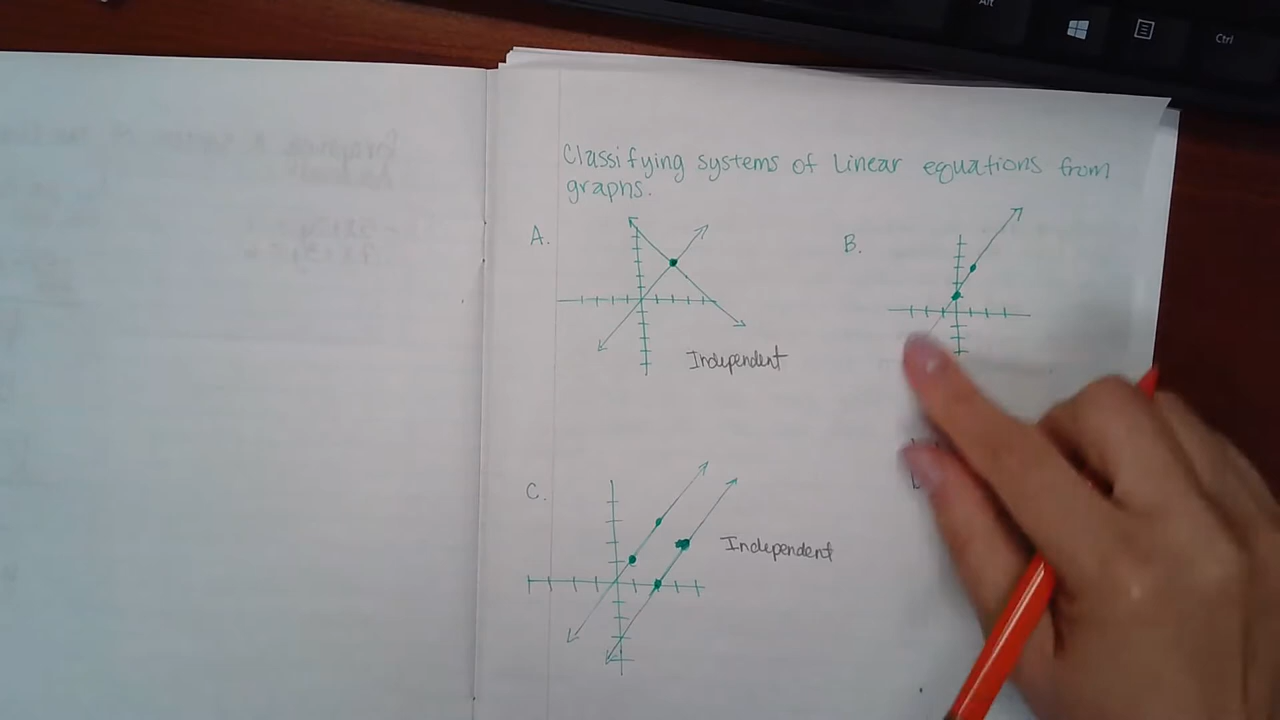 Classifying systems of Linear equations from
graphs.
A.
B.
Independent
C.
Independent
Alt
Ctrl